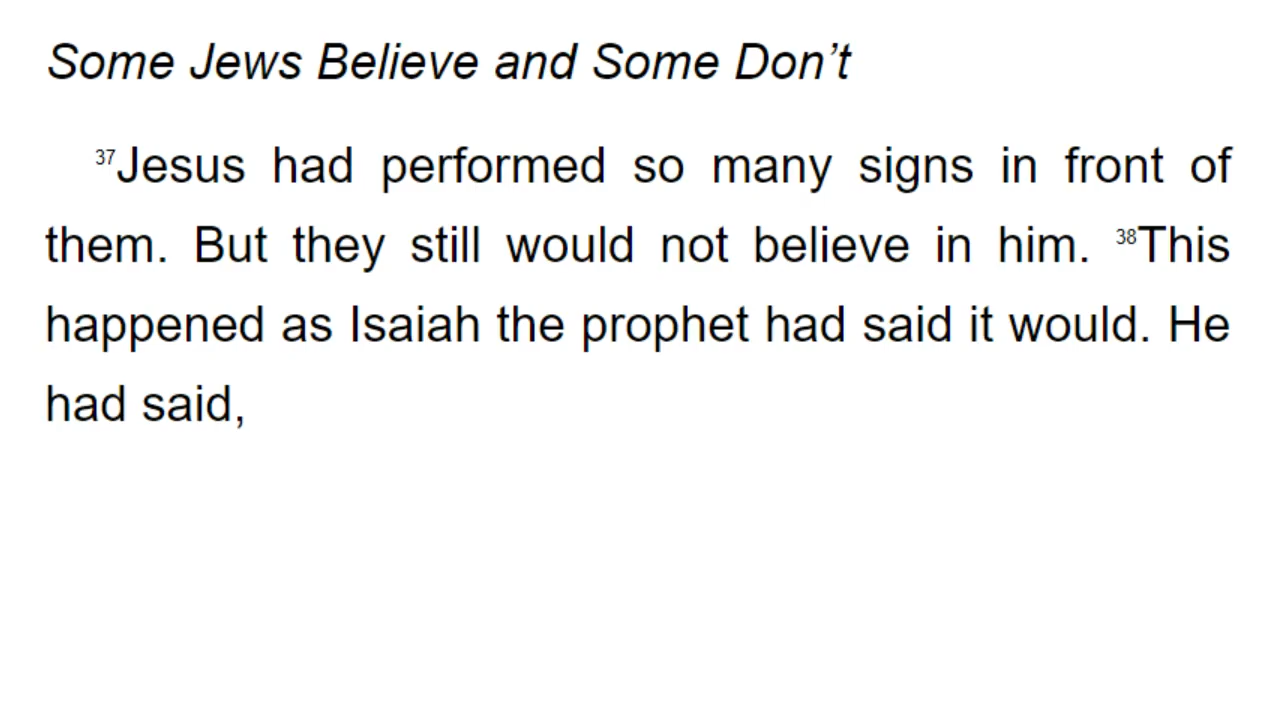 Some Jews Believe and Some Don’t
37Jesus had performed so many signs in front of
them. But they still would not believe in him. 38This
happened as Isaiah the prophet had said it would. He
had said,